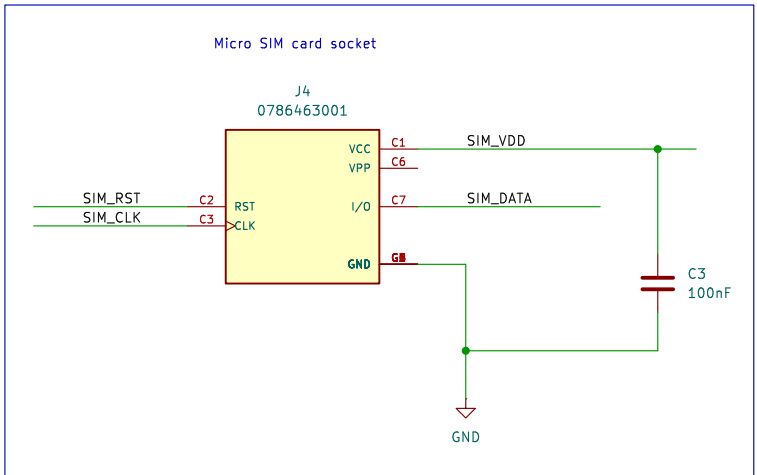 Micro SIM card socket
J4
0786463001
VCC C1 SIM_VDD
VPP C6
SIM_RST C2 RST I/O C7 SIM_DATA
SIM_CLK C3 CLK
GND
C3
100nF
GND